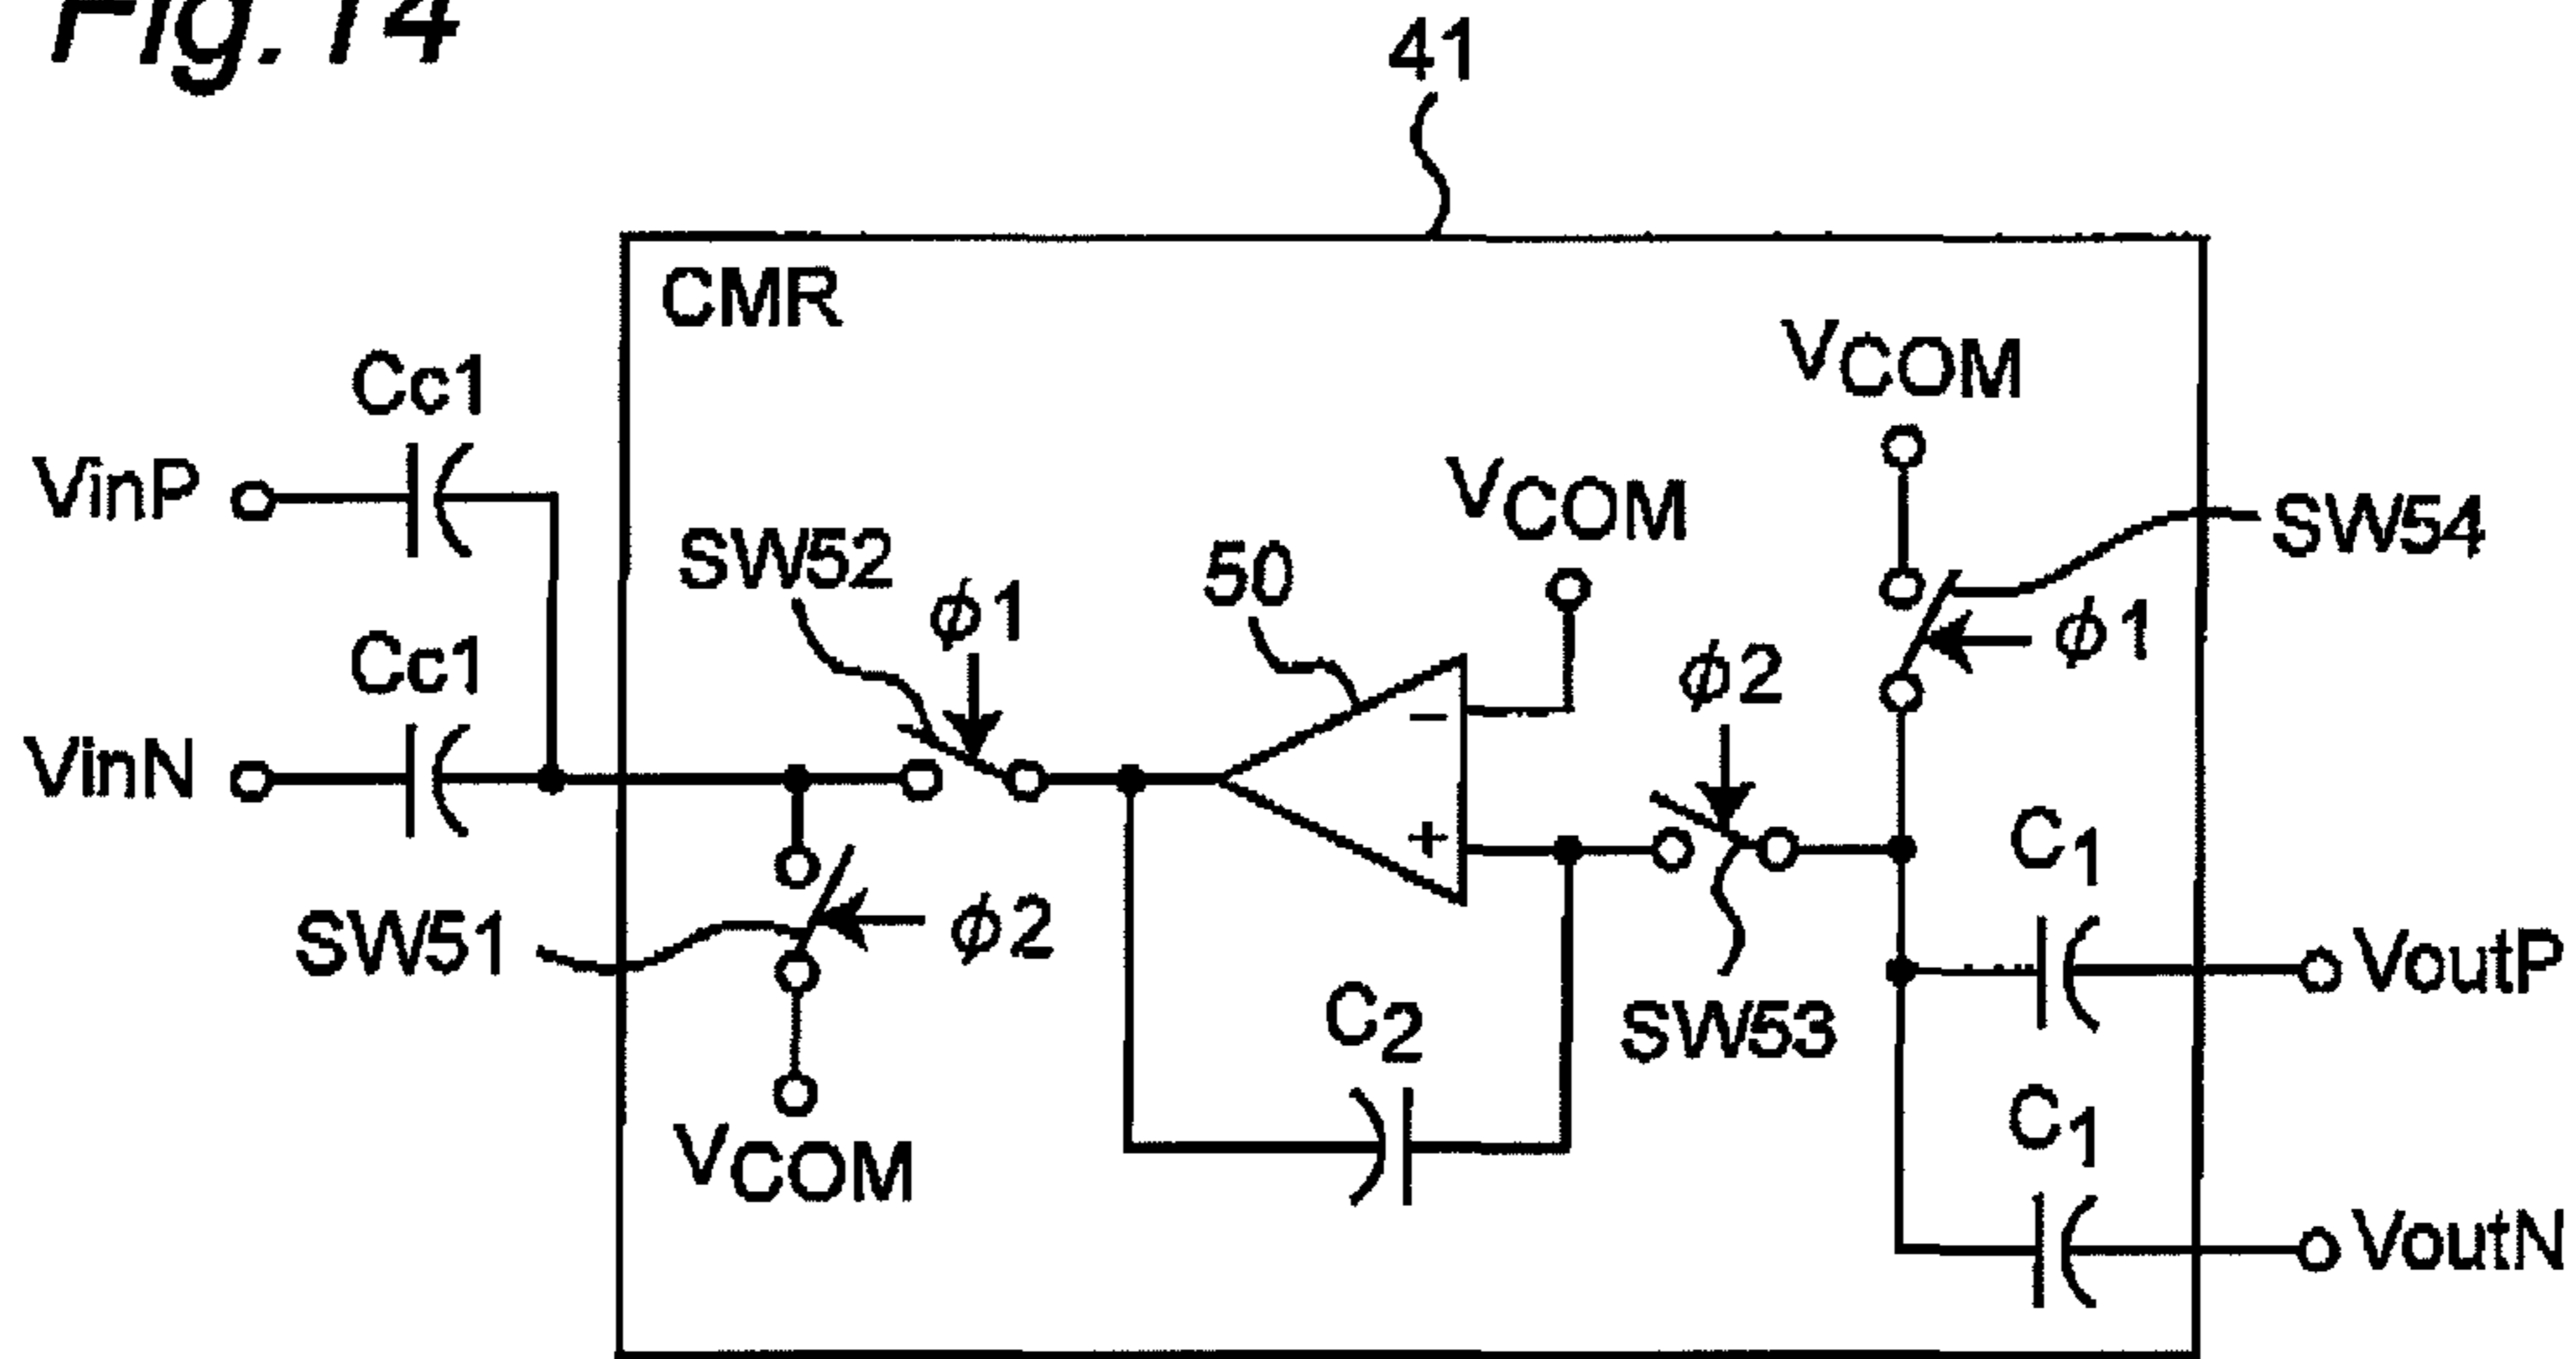 Fig. 14
41
CMR
Cc1
VinP
VCOM
VCOM
SW54
SW52
ϕ1
50
ϕ1
Cc1
ϕ2
VinN
−
+
C1
SW51
ϕ2
VoutP
C2
SW53
VCOM
C1
VoutN